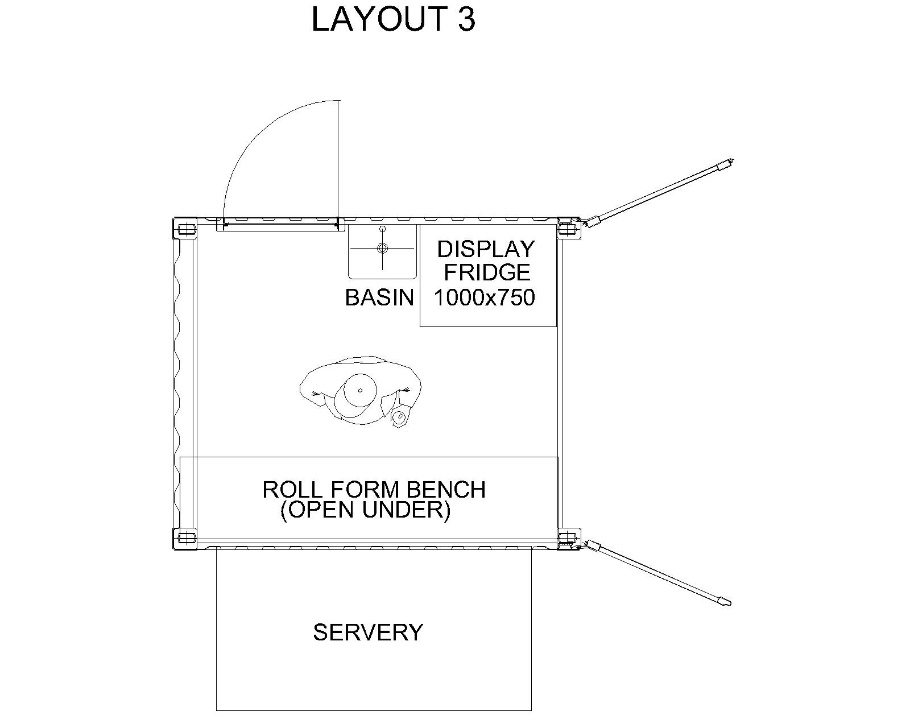 LAYOUT 3
DISPLAY
FRIDGE
1000x750
BASIN
ROLL FORM BENCH
(OPEN UNDER)
SERVERY